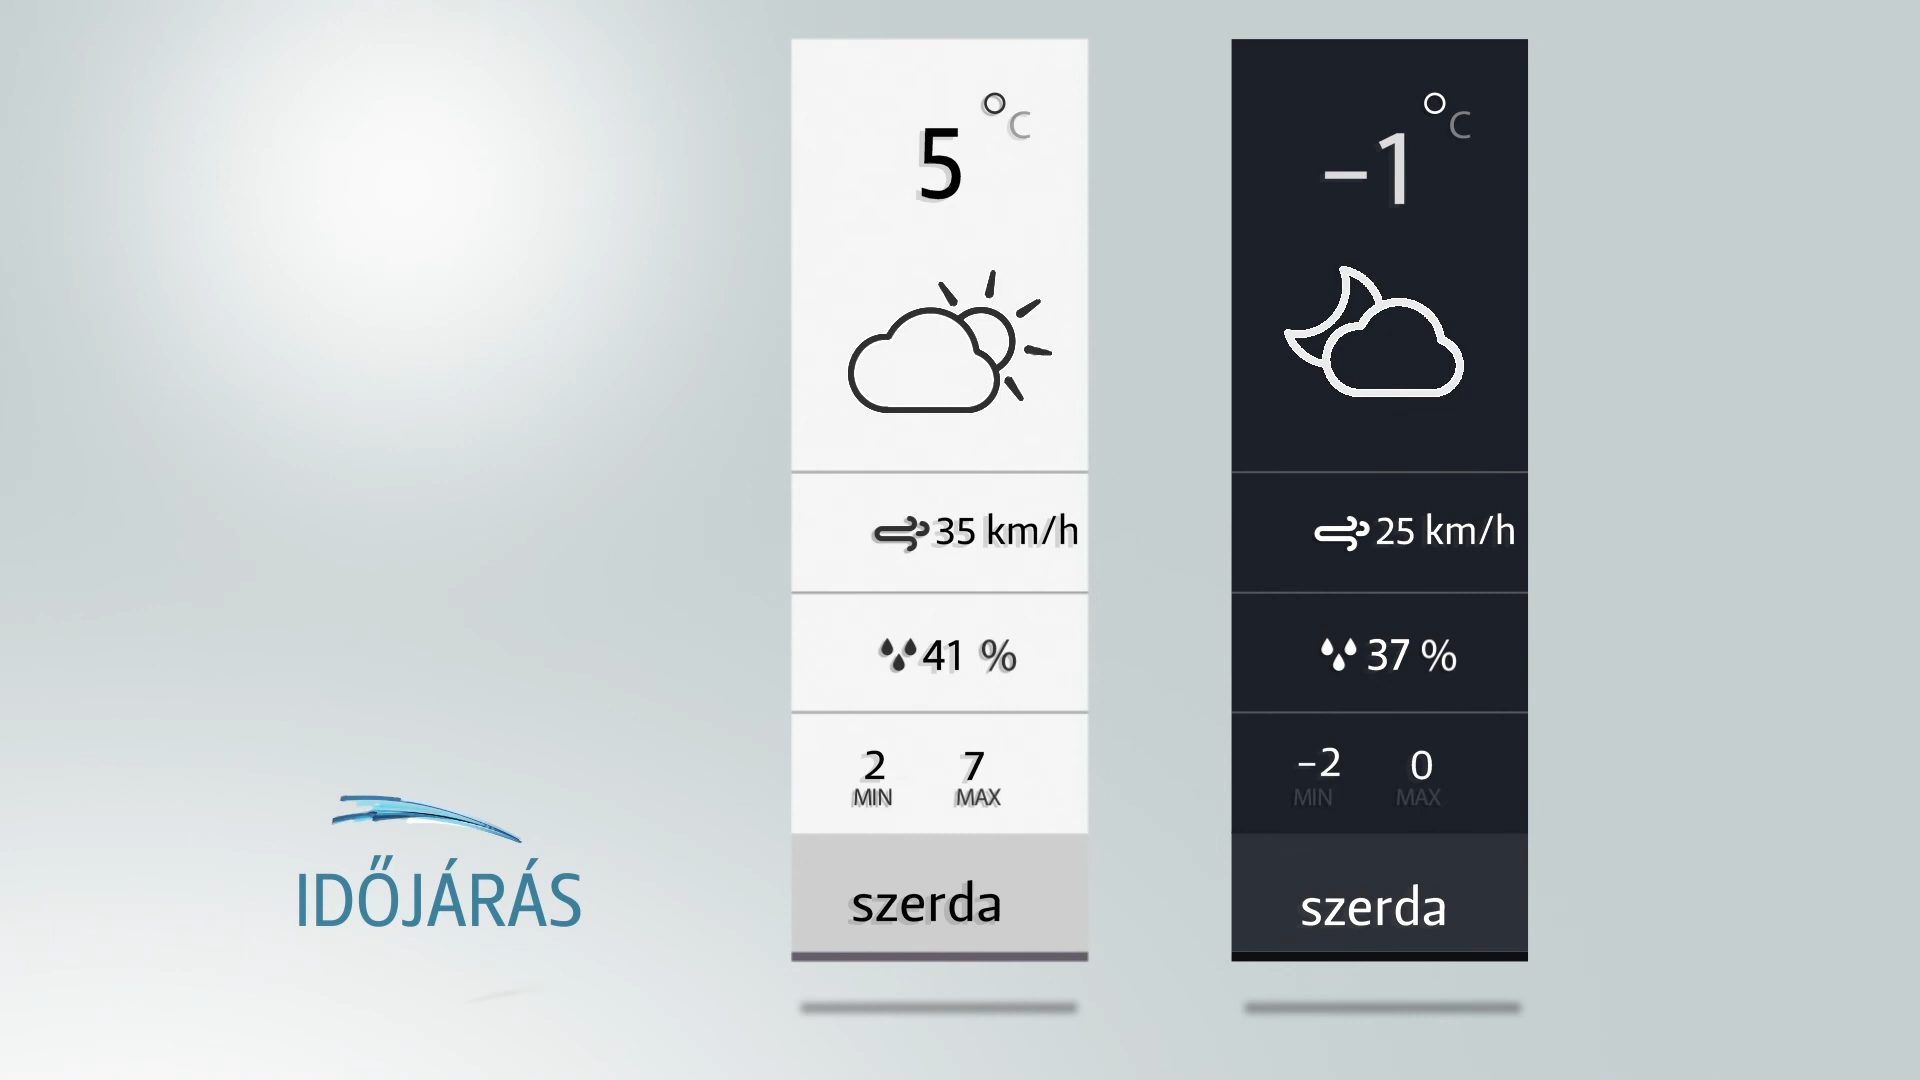 5 °C
35 km/h
41 %
2 7
MIN MAX
szerda
-1 °C
25 km/h
37 %
-2 0
MIN MAX
szerda
IDŐJÁRÁS